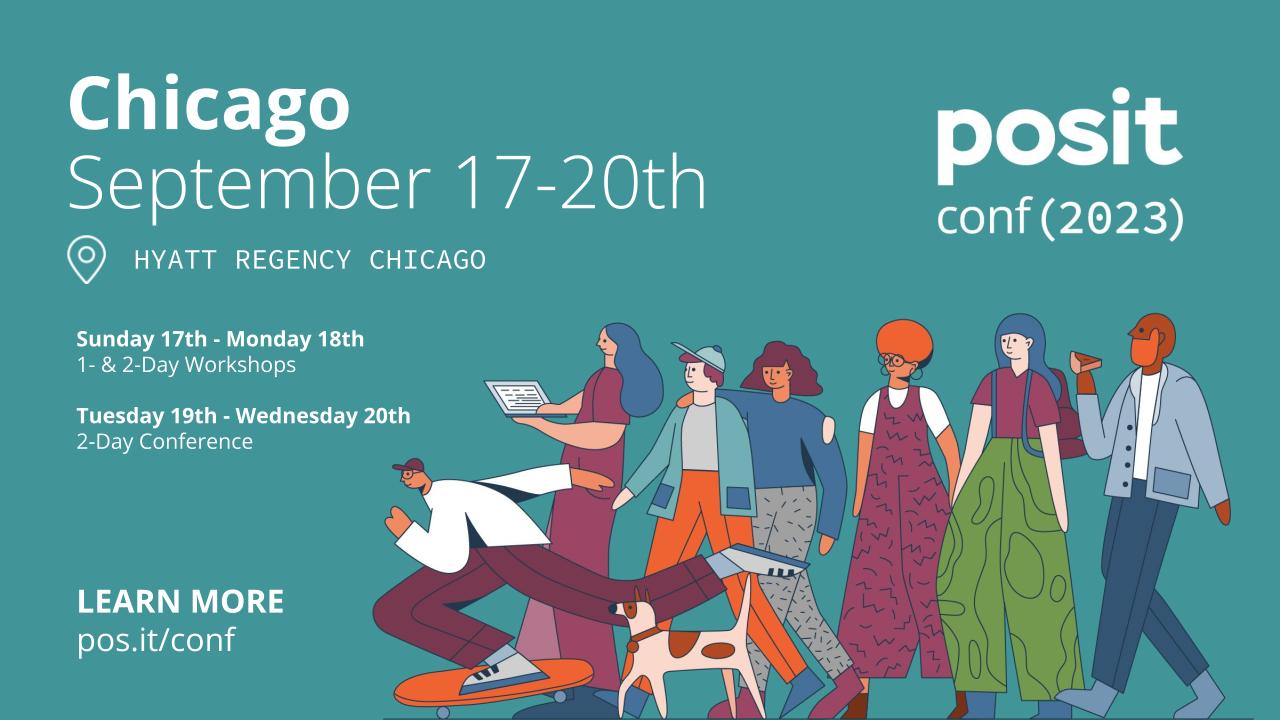 Chicago
September 17-20th
HYATT REGENCY CHICAGO
posit
conf(2023)
Sunday 17th - Monday 18th
1- & 2-Day Workshops
Tuesday 19th - Wednesday 20th
2-Day Conference
LEARN MORE
pos.it/conf